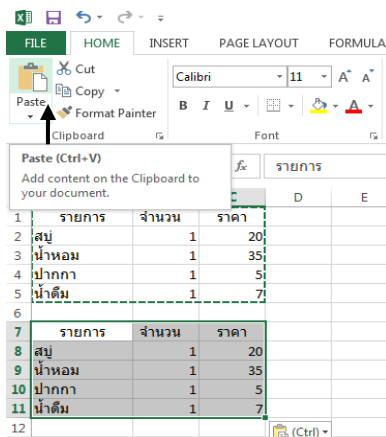 FILE HOME INSERT PAGE LAYOUT FORMULA
Paste
Cut
Copy
Format Painter
Clipboard
Calibri 11 A A
B I U A
Font
Paste (Ctrl+V)
Add content on the Clipboard to
your document.
fx รายการ
C D E
1 รายการ จำนวน ราคา
2 สบู่ 1 20
3 น้ำหอม 1 35
4 ปากกา 1 5
5 น้ำดื่ม 1 7
6
7 รายการ จำนวน ราคา
8 สบู่ 1 20
9 น้ำหอม 1 35
10 ปากกา 1 5
11 น้ำดื่ม 1 7
12
(Ctrl)